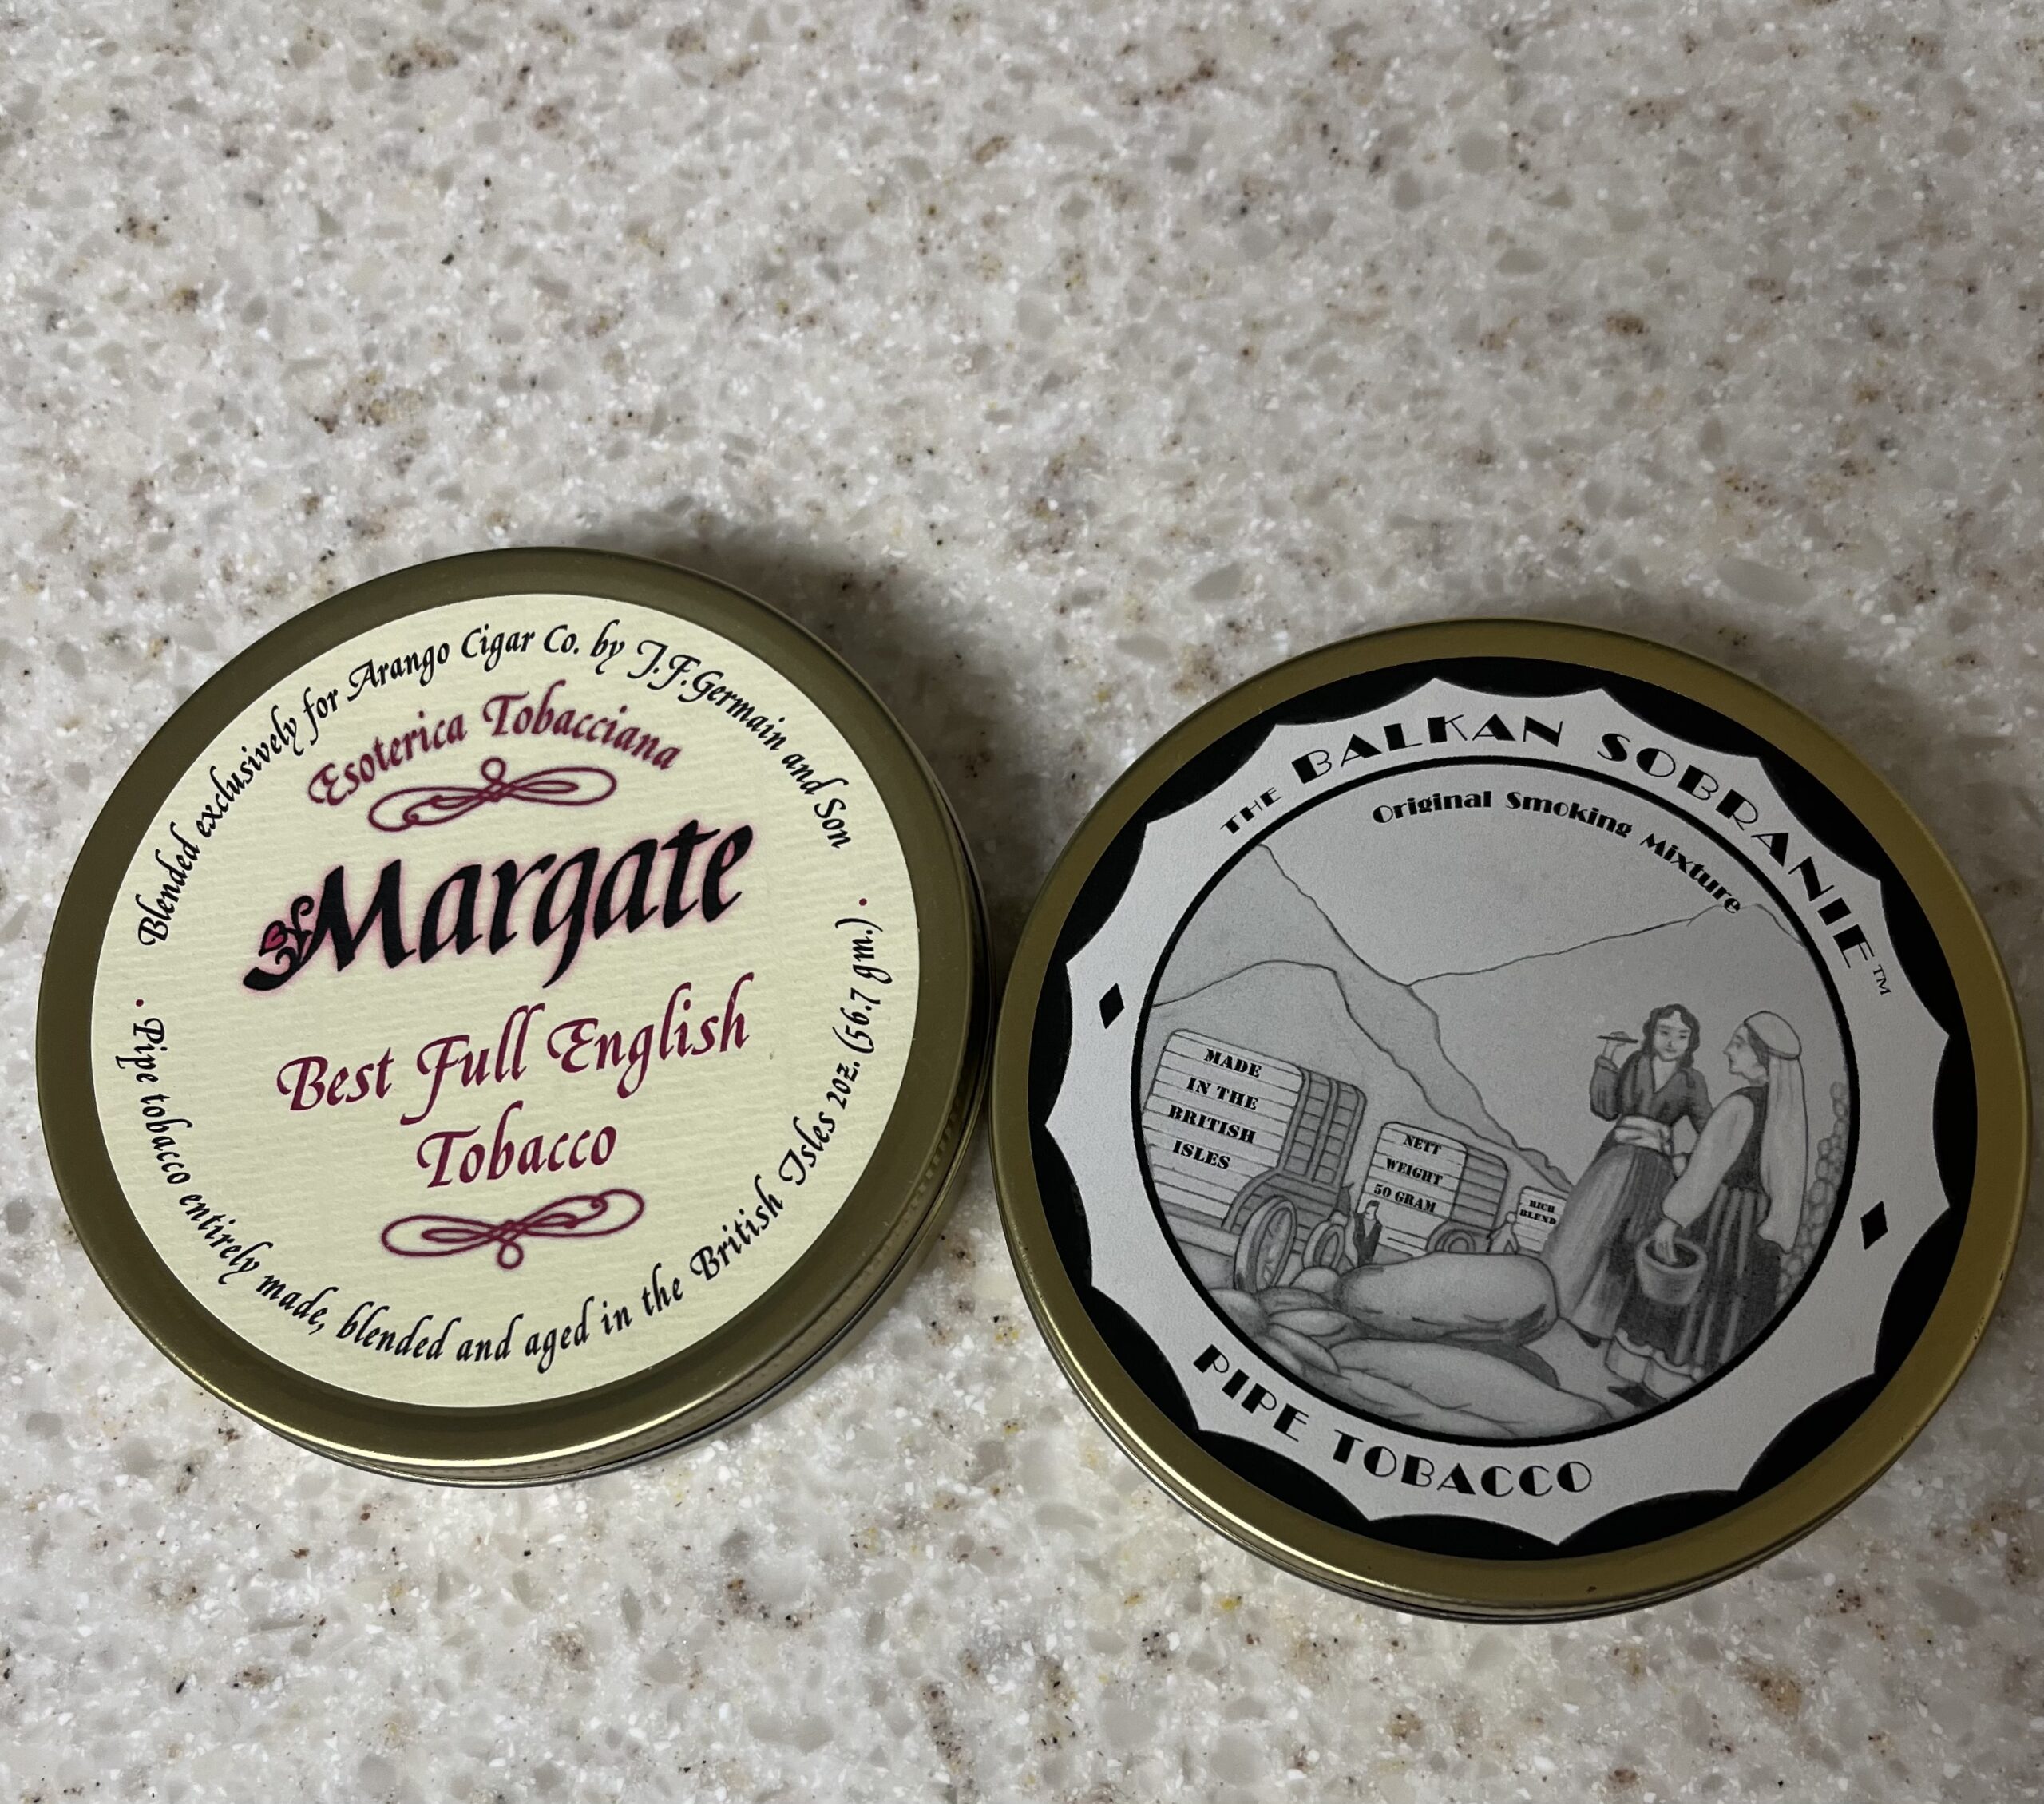 Blended exclusively for Arango Cigar Co. by J.F.Germain and Son
Esoterica Tobacciana
Margate
Best Full English
Tobacco
· Pipe tobacco entirely made, blended and aged in the British Isles 2oz. (56.7 gm.) ·
THE BALKAN SOBRANIE™
Original Smoking Mixture
MADE
IN THE
BRITISH
ISLES
NETT
WEIGHT
50 GRAM
RICH
BLEND
PIPE TOBACCO